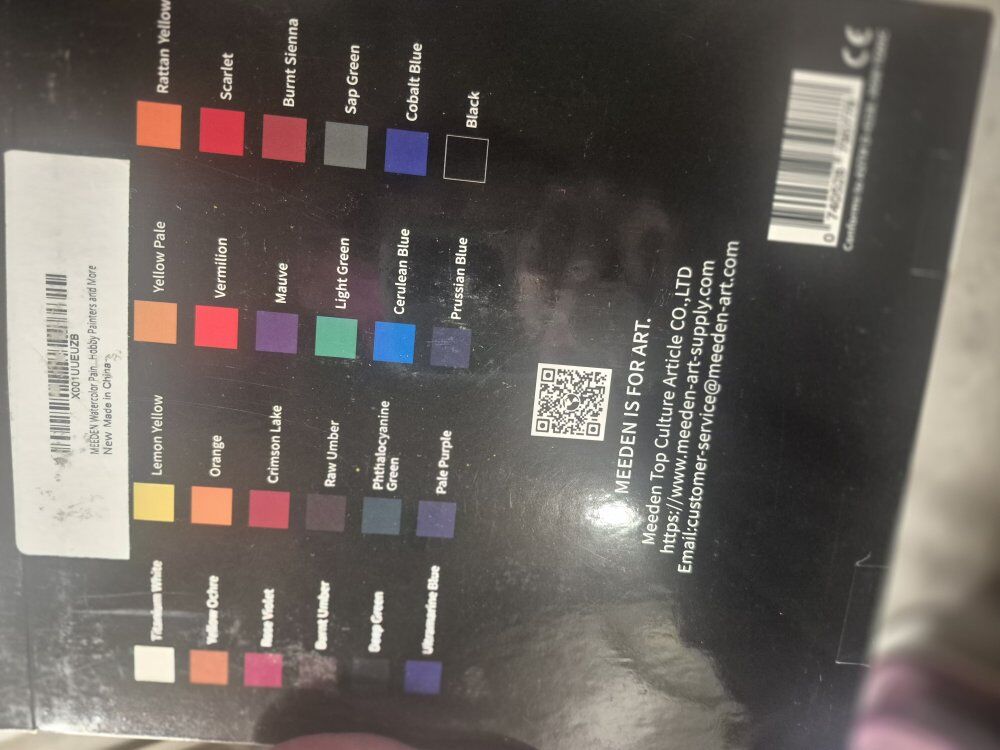 X001UUEUZB
MEEDEN Watercolor Pain...Hobby Painters and More
New Made in China
Titanium White
Lemon Yellow
Yellow Pale
Rattan Yellow
Yellow Ochre
Orange
Vermilion
Scarlet
Rose Violet
Crimson Lake
Mauve
Burnt Sienna
Burnt Umber
Raw Umber
Light Green
Sap Green
Deep Green
Phthalocyanine
Green
Cerulean Blue
Cobalt Blue
Ultramarine Blue
Pale Purple
Prussian Blue
Black
MEEDEN IS FOR ART.
Meeden Top Culture Article CO.,LTD
https://www.meeden-art-supply.com
Email:customer-service@meeden-art.com
CE